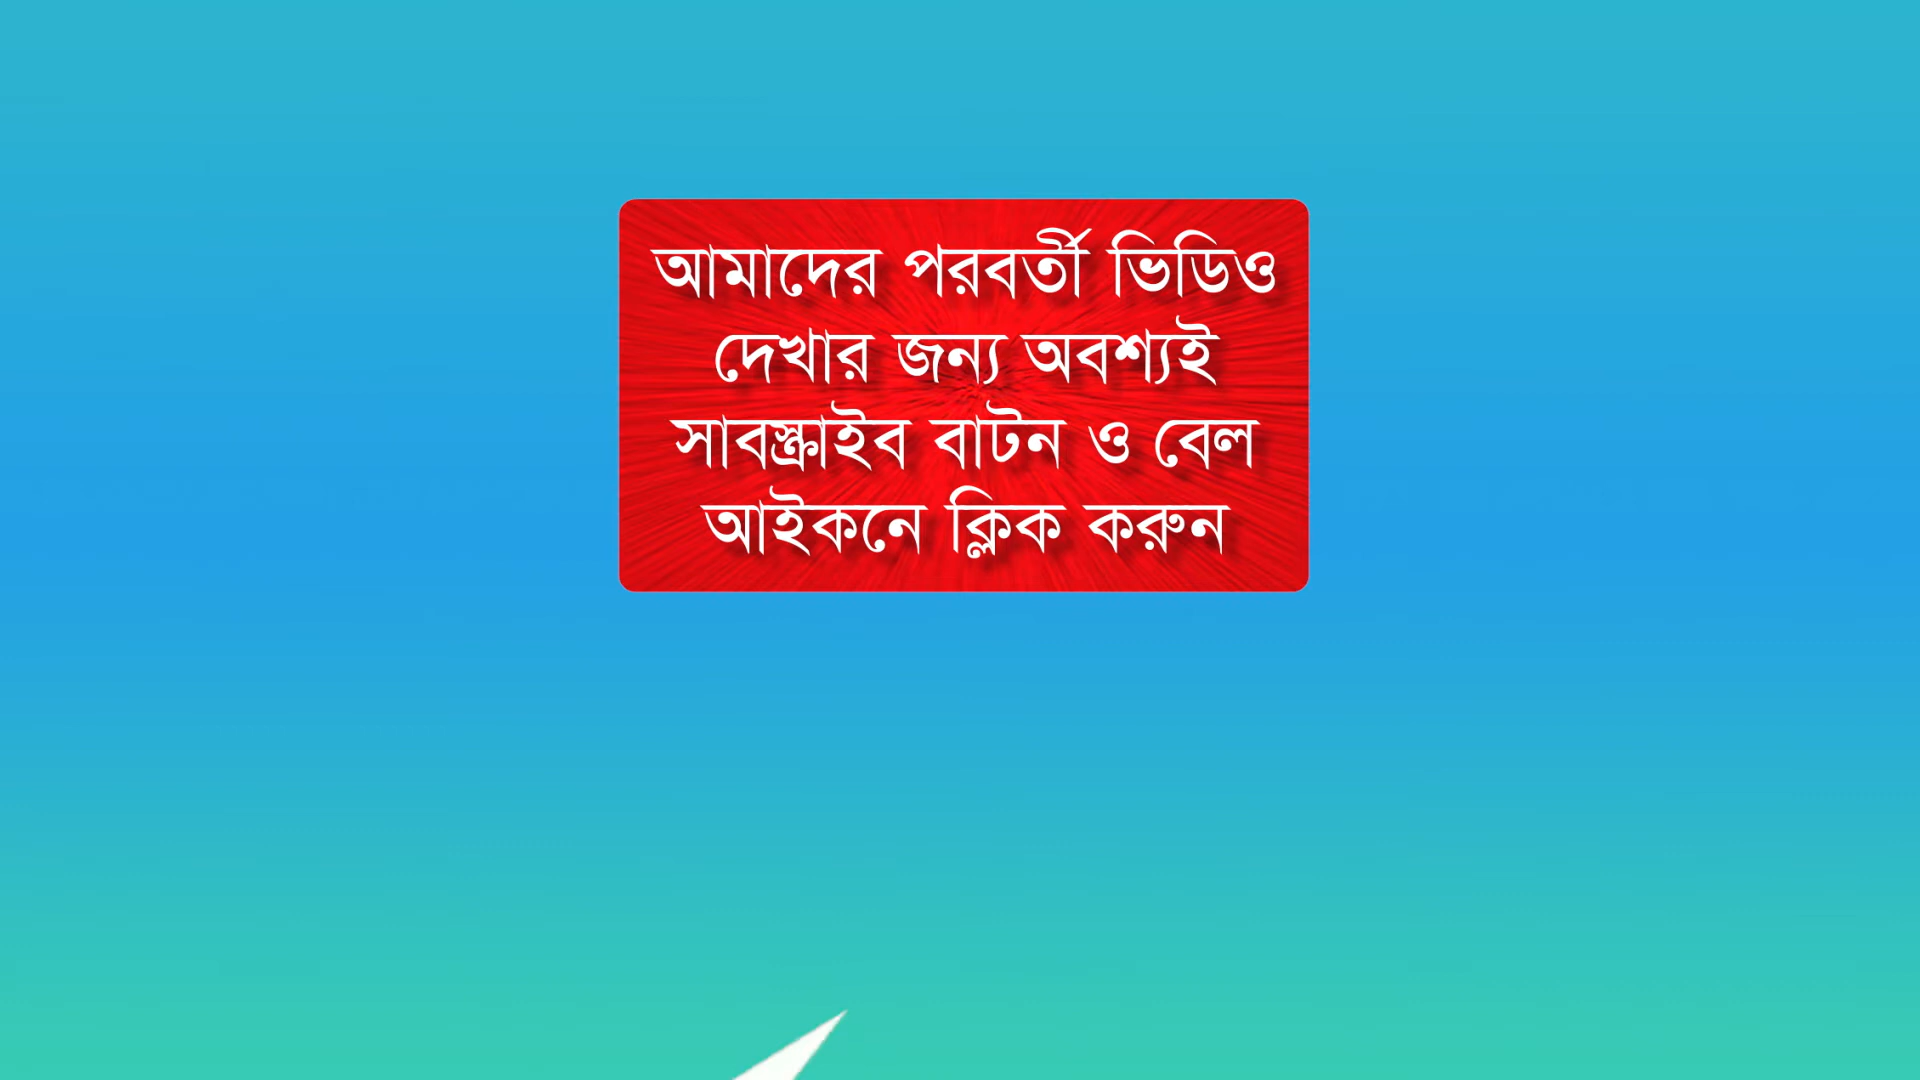 আমাদের পরবর্তী ভিডিও
দেখার জন্য অবশ্যই
সাবস্ক্রাইব বাটন ও বেল
আইকনে ক্লিক করুন